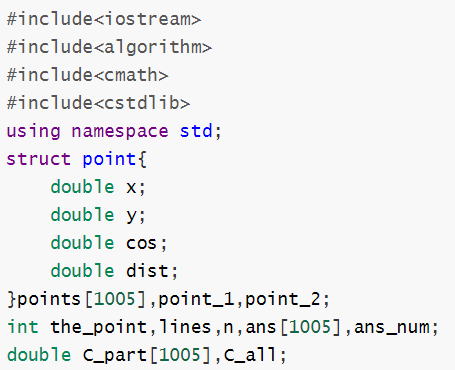 #include<iostream>
#include<algorithm>
#include<cmath>
#include<cstdlib>
using namespace std;
struct point{
    double x;
    double y;
    double cos;
    double dist;
}points[1005],point_1,point_2;
int the_point,lines,n,ans[1005],ans_num;
double C_part[1005],C_all;